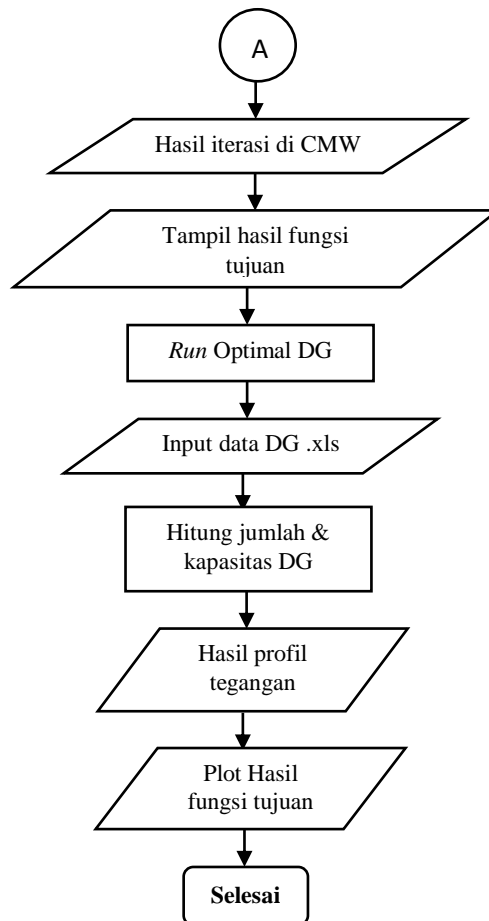 A
Hasil iterasi di CMW
Tampil hasil fungsi
tujuan
Run Optimal DG
Input data DG .xls
Hitung jumlah &
kapasitas DG
Hasil profil
tegangan
Plot Hasil
fungsi tujuan
Selesai